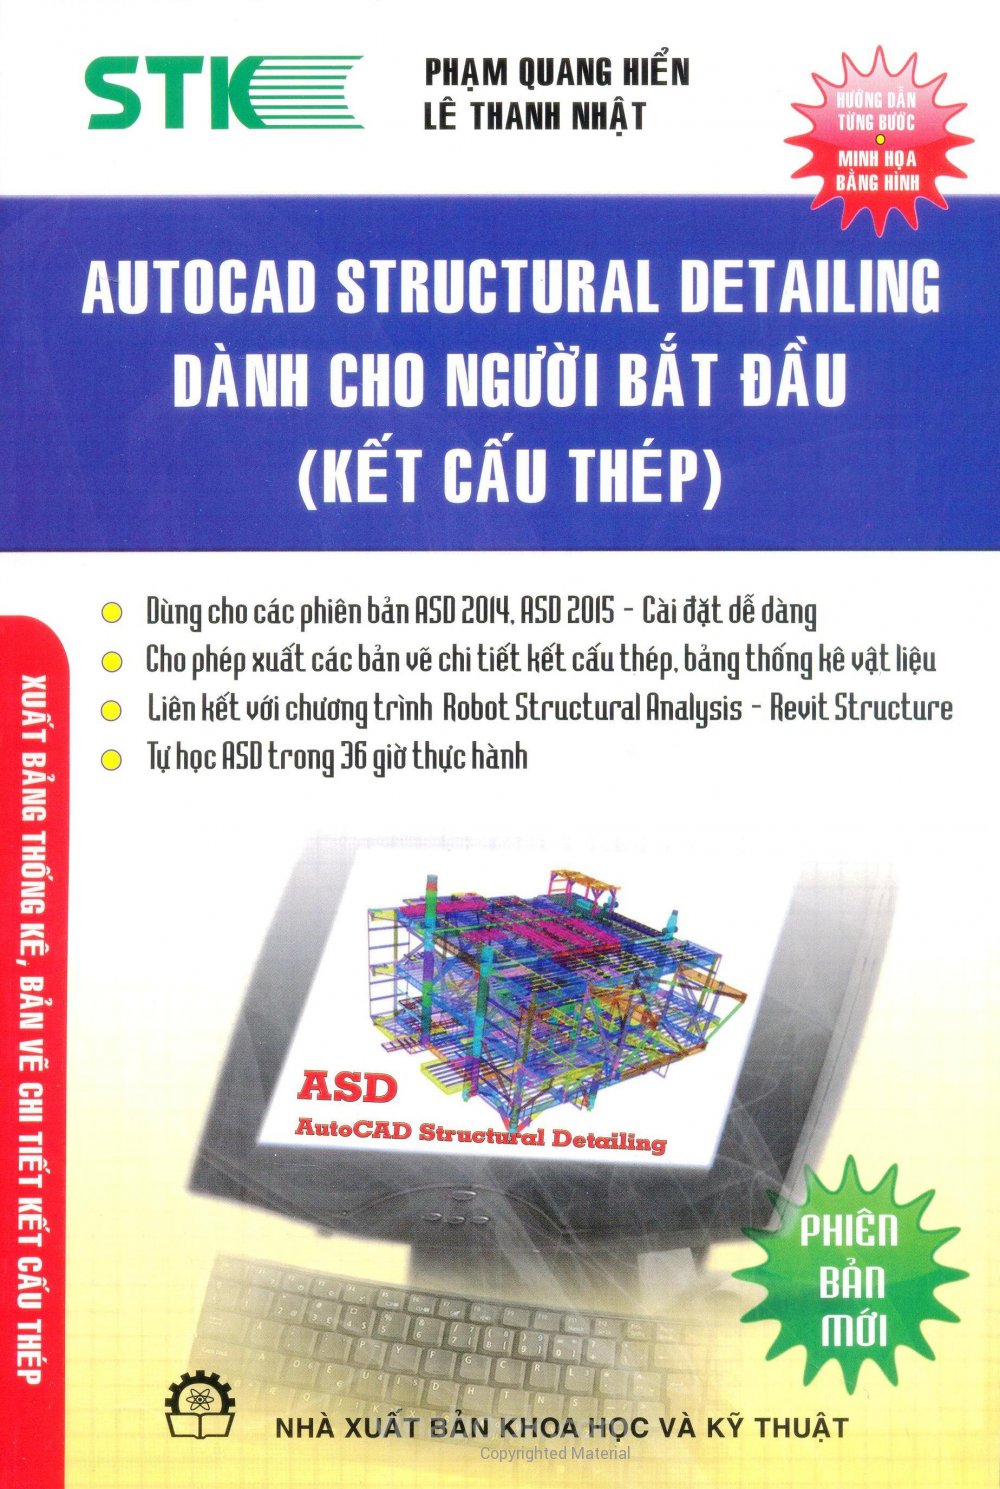 STK
PHẠM QUANG HIỂN
LÊ THANH NHẬT
HƯỚNG DẪN
TỪNG BƯỚC
MINH HỌA
BẰNG HÌNH
AUTOCAD STRUCTURAL DETAILING
DÀNH CHO NGƯỜI BẮT ĐẦU
(KẾT CẤU THÉP)
Dùng cho các phiên bản ASD 2014, ASD 2015 - Cài đặt dễ dàng
Cho phép xuất các bản vẽ chi tiết kết cấu thép, bảng thống kê vật liệu
Liên kết với chương trình Robot Structural Analysis - Revit Structure
Tự học ASD trong 36 giờ thực hành
XUẤT BẢNG THỐNG KÊ, BẢN VẼ CHI TIẾT KẾT CẤU THÉP
ASD
AutoCAD Structural Detailing
PHIÊN
BẢN
MỚI
NHÀ XUẤT BẢN KHOA HỌC VÀ KỸ THUẬT
Copyrighted Material